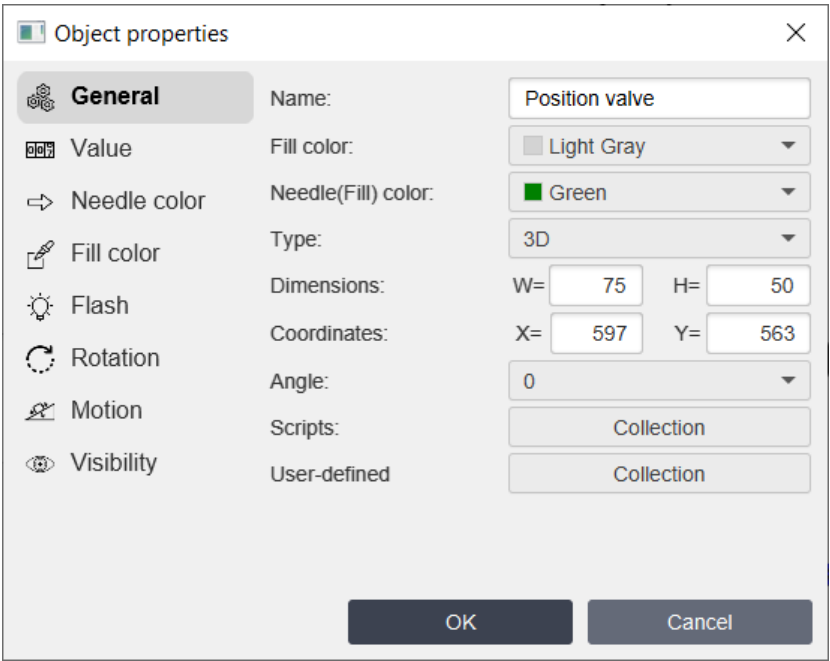 Object properties
General
Value
Needle color
Fill color
Flash
Rotation
Motion
Visibility
Name: Position valve
Fill color: Light Gray
Needle(Fill) color: Green
Type: 3D
Dimensions: W= 75 H= 50
Coordinates: X= 597 Y= 563
Angle: 0
Scripts: Collection
User-defined Collection
OK Cancel